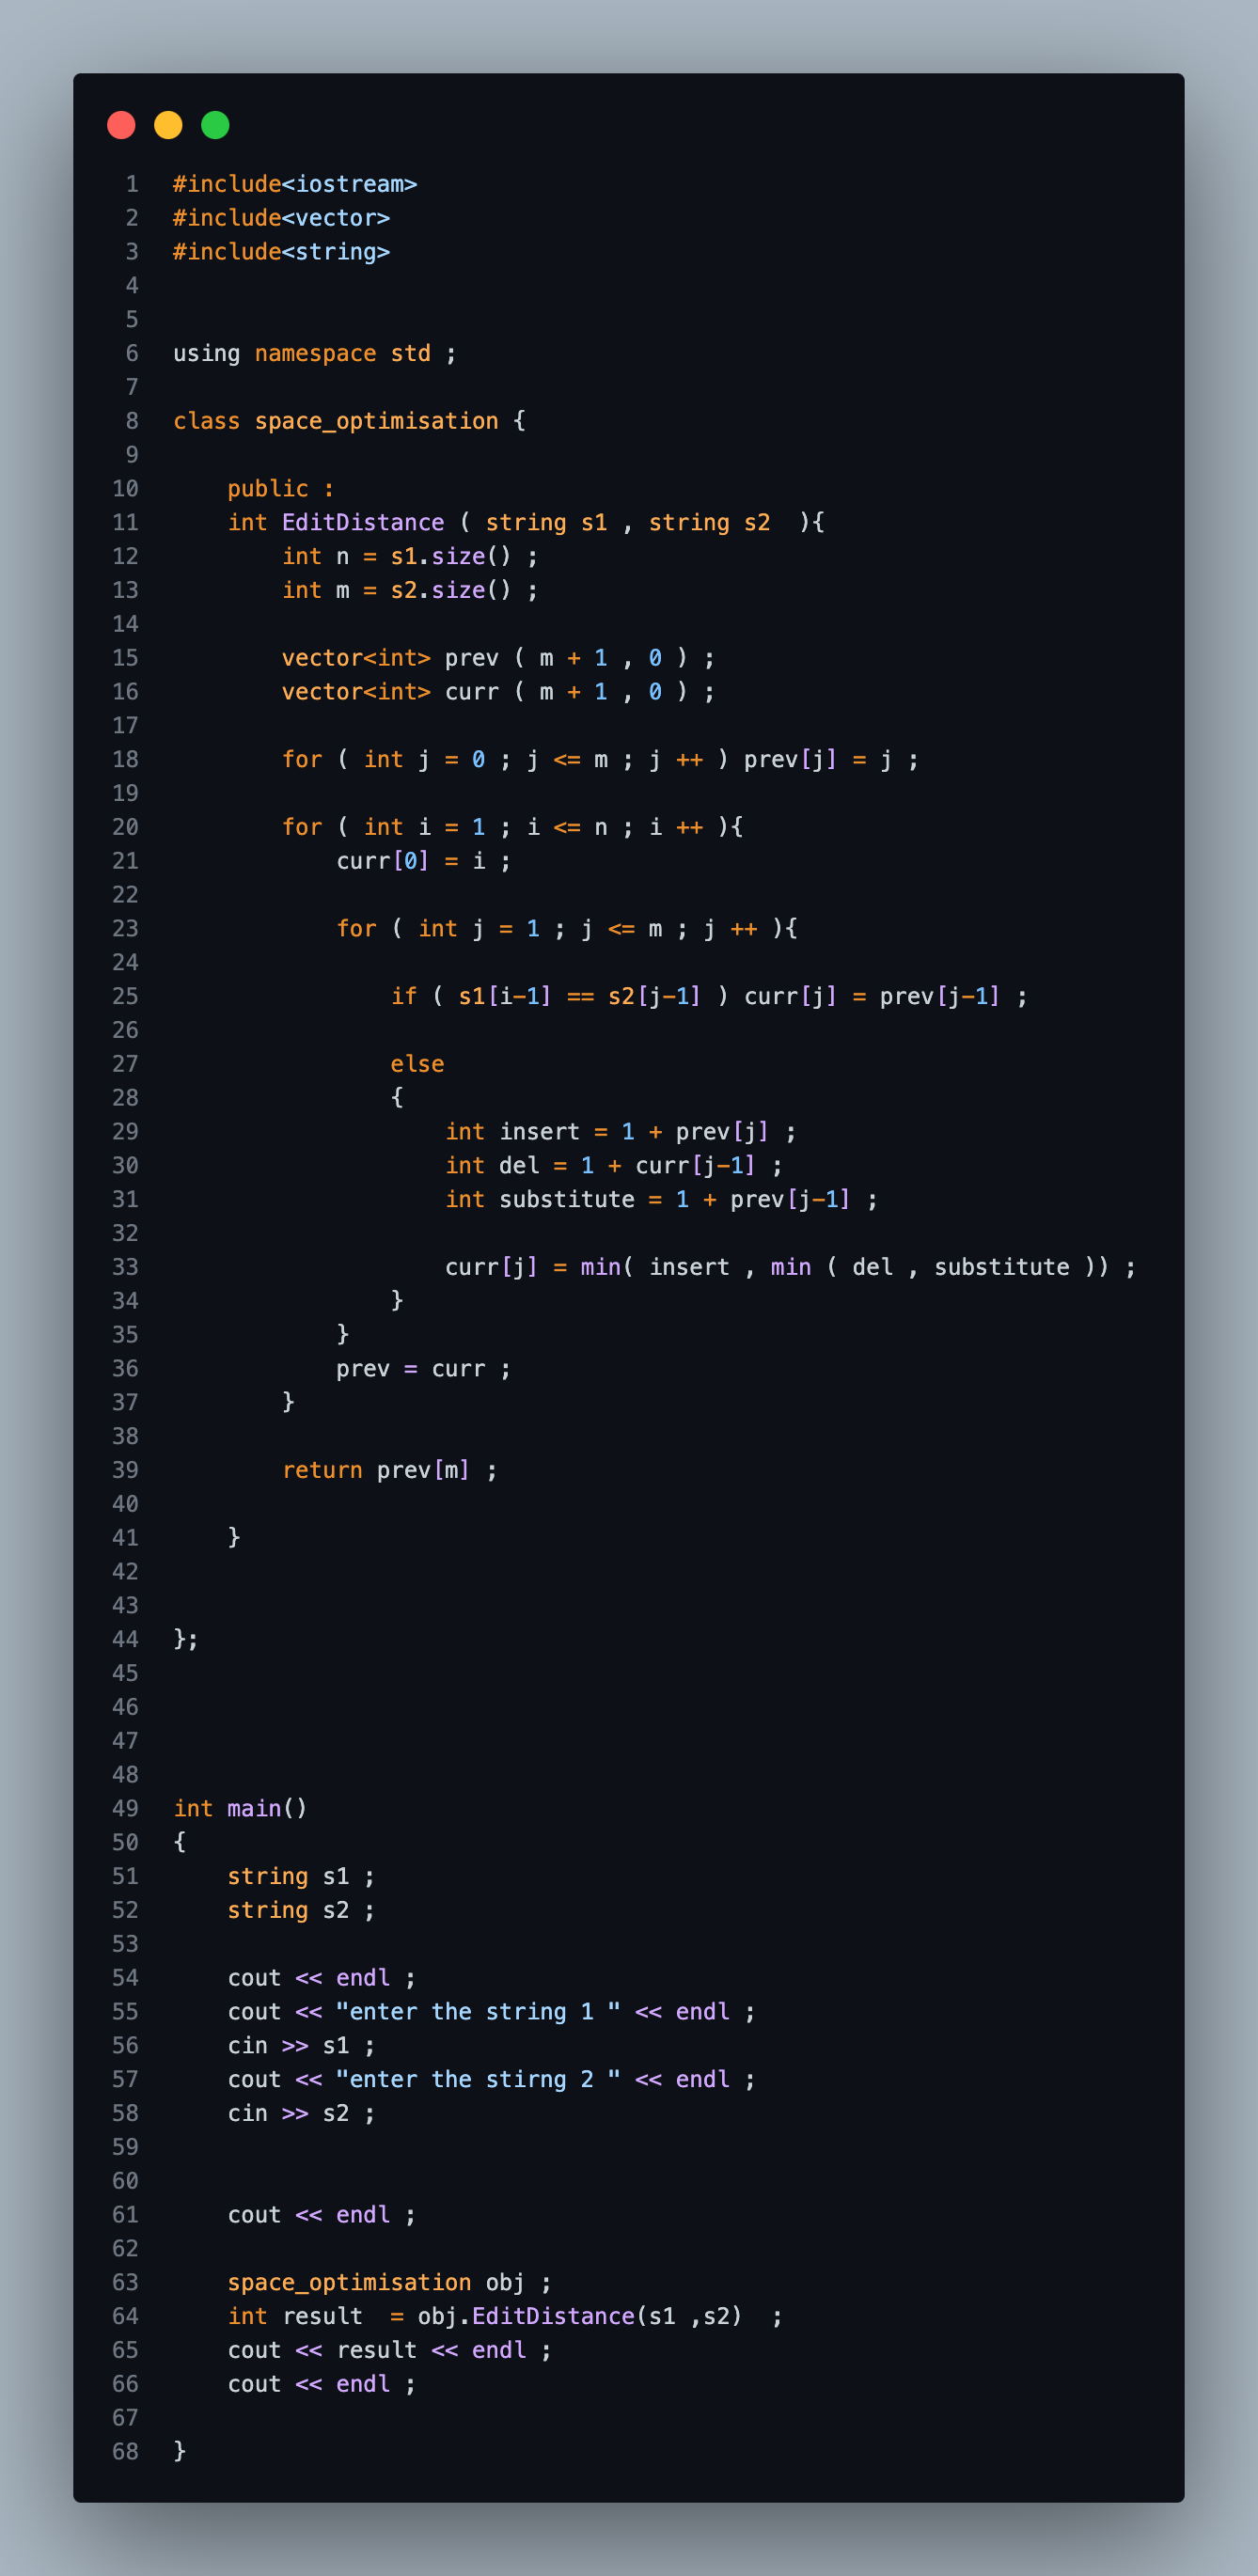 1 #include<iostream>
2 #include<vector>
3 #include<string>
4
5
6 using namespace std ;
7
8 class space_optimisation {
9
10     public :
11     int EditDistance ( string s1 , string s2  ){
12         int n = s1.size() ;
13         int m = s2.size() ;
14
15         vector<int> prev ( m + 1 , 0 ) ;
16         vector<int> curr ( m + 1 , 0 ) ;
17
18         for ( int j = 0 ; j <= m ; j ++ ) prev[j] = j ;
19
20         for ( int i = 1 ; i <= n ; i ++ ){
21             curr[0] = i ;
22
23             for ( int j = 1 ; j <= m ; j ++ ){
24
25                 if ( s1[i-1] == s2[j-1] ) curr[j] = prev[j-1] ;
26
27                 else
28                 {
29                     int insert = 1 + prev[j] ;
30                     int del = 1 + curr[j-1] ;
31                     int substitute = 1 + prev[j-1] ;
32
33                     curr[j] = min( insert , min ( del , substitute )) ;
34                 }
35             }
36             prev = curr ;
37         }
38
39         return prev[m] ;
40
41     }
42
43
44 };
45
46
47
48
49 int main()
50 {
51     string s1 ;
52     string s2 ;
53
54     cout << endl ;
55     cout << "enter the string 1 " << endl ;
56     cin >> s1 ;
57     cout << "enter the stirng 2 " << endl ;
58     cin >> s2 ;
59
60
61     cout << endl ;
62
63     space_optimisation obj ;
64     int result  = obj.EditDistance(s1 ,s2)  ;
65     cout << result << endl ;
66     cout << endl ;
67
68 }